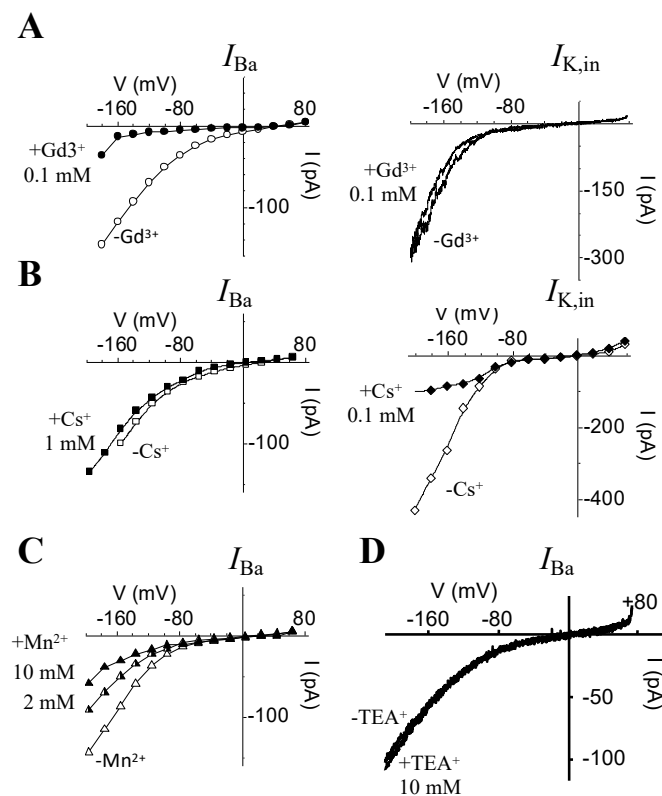 A
I_Ba
V (mV)
-160
-80
80
+Gd3⁺
0.1 mM
-Gd³⁺
-100
I (pA)
I_K,in
V (mV)
-160
-80
+Gd³⁺
0.1 mM
-Gd³⁺
-150
-300
I (pA)
B
I_Ba
V (mV)
-160
-80
80
+Cs⁺
1 mM
-Cs⁺
-100
I (pA)
I_K,in
V (mV)
-160
-80
+Cs⁺
0.1 mM
-Cs⁺
-200
-400
I (pA)
C
I_Ba
V (mV)
-160
-80
80
+Mn²⁺
10 mM
2 mM
-Mn²⁺
-100
I (pA)
D
I_Ba
V (mV)
-160
-80
+80
-TEA⁺
+TEA⁺
10 mM
-50
-100
I (pA)